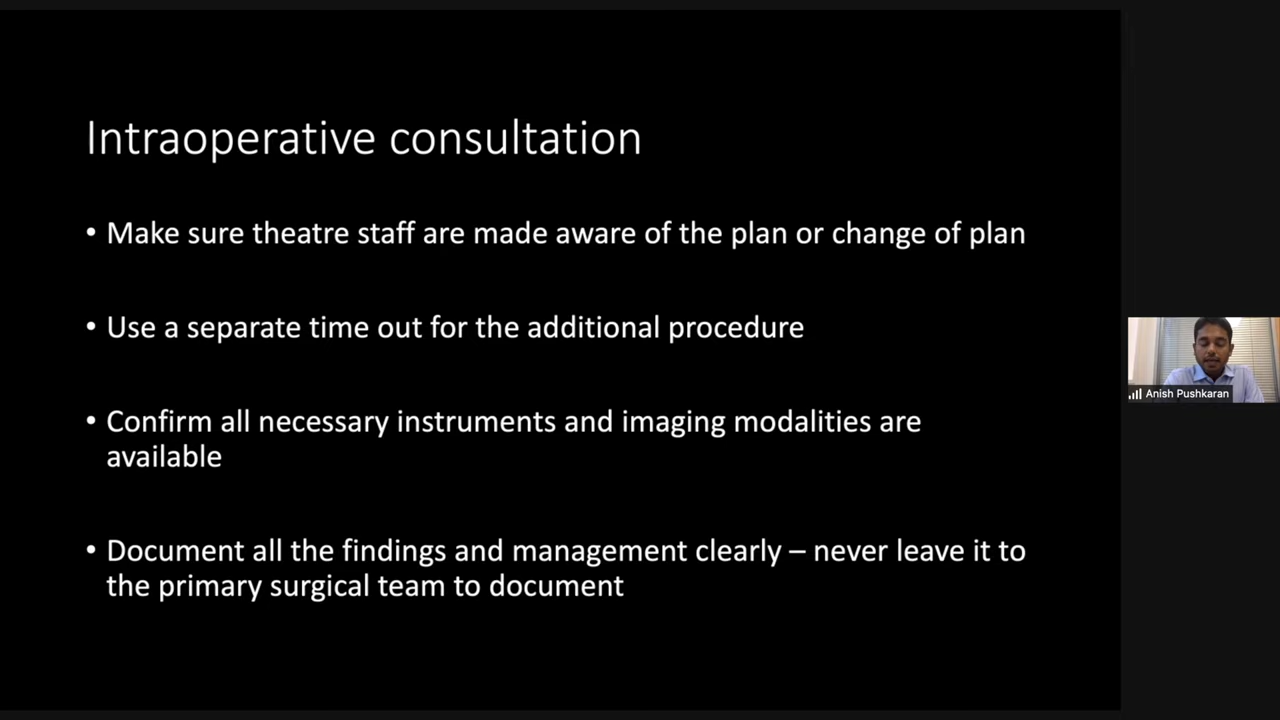 Intraoperative consultation
• Make sure theatre staff are made aware of the plan or change of plan
• Use a separate time out for the additional procedure
• Confirm all necessary instruments and imaging modalities are
available
• Document all the findings and management clearly – never leave it to
the primary surgical team to document
Anish Pushkaran